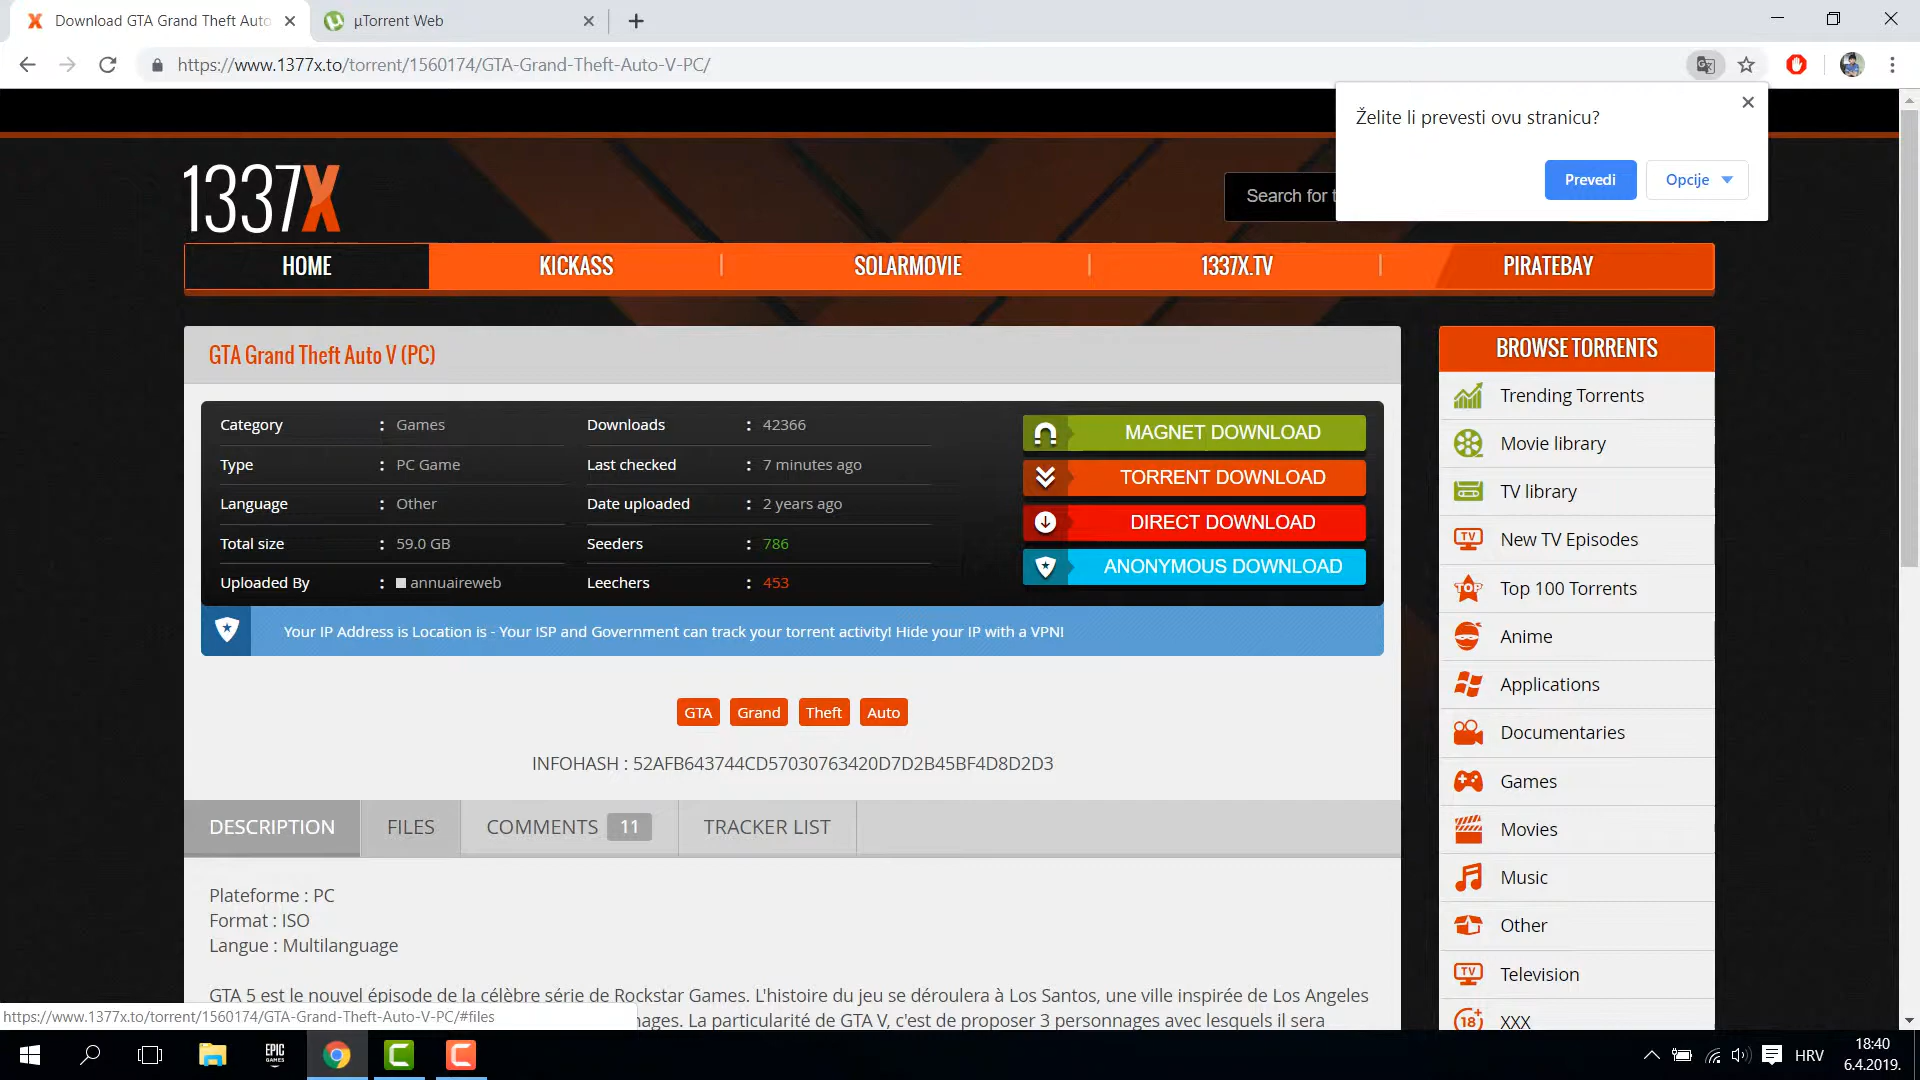 Download GTA Grand Theft Auto
µTorrent Web
https://www.1377x.to/torrent/1560174/GTA-Grand-Theft-Auto-V-PC/
Želite li prevesti ovu stranicu?
Prevedi
Opcije
1337X
Search for t
HOME
KICKASS
SOLARMOVIE
1337X.TV
PIRATEBAY
GTA Grand Theft Auto V (PC)
Category : Games
Type : PC Game
Language : Other
Total size : 59.0 GB
Uploaded By : annuaireweb
Downloads : 42366
Last checked : 7 minutes ago
Date uploaded : 2 years ago
Seeders : 786
Leechers : 453
MAGNET DOWNLOAD
TORRENT DOWNLOAD
DIRECT DOWNLOAD
ANONYMOUS DOWNLOAD
Your IP Address is Location is - Your ISP and Government can track your torrent activity! Hide your IP with a VPN!
GTA
Grand
Theft
Auto
INFOHASH : 52AFB643744CD57030763420D7D2B45BF4D8D2D3
DESCRIPTION
FILES
COMMENTS 11
TRACKER LIST
Plateforme : PC
Format : ISO
Langue : Multilanguage
GTA 5 est le nouvel épisode de la célèbre série de Rockstar Games. L'histoire du jeu se déroulera à Los Santos, une ville inspirée de Los Angeles
nages. La particularité de GTA V, c'est de proposer 3 personnages avec lesquels il sera
BROWSE TORRENTS
Trending Torrents
Movie library
TV
TV library
New TV Episodes
TOP
Top 100 Torrents
Anime
Applications
Documentaries
Games
Movies
Music
Other
TV
Television
18+
XXX
https://www.1377x.to/torrent/1560174/GTA-Grand-Theft-Auto-V-PC/#files
EPIC
GAMES
HRV
18:40
6.4.2019.